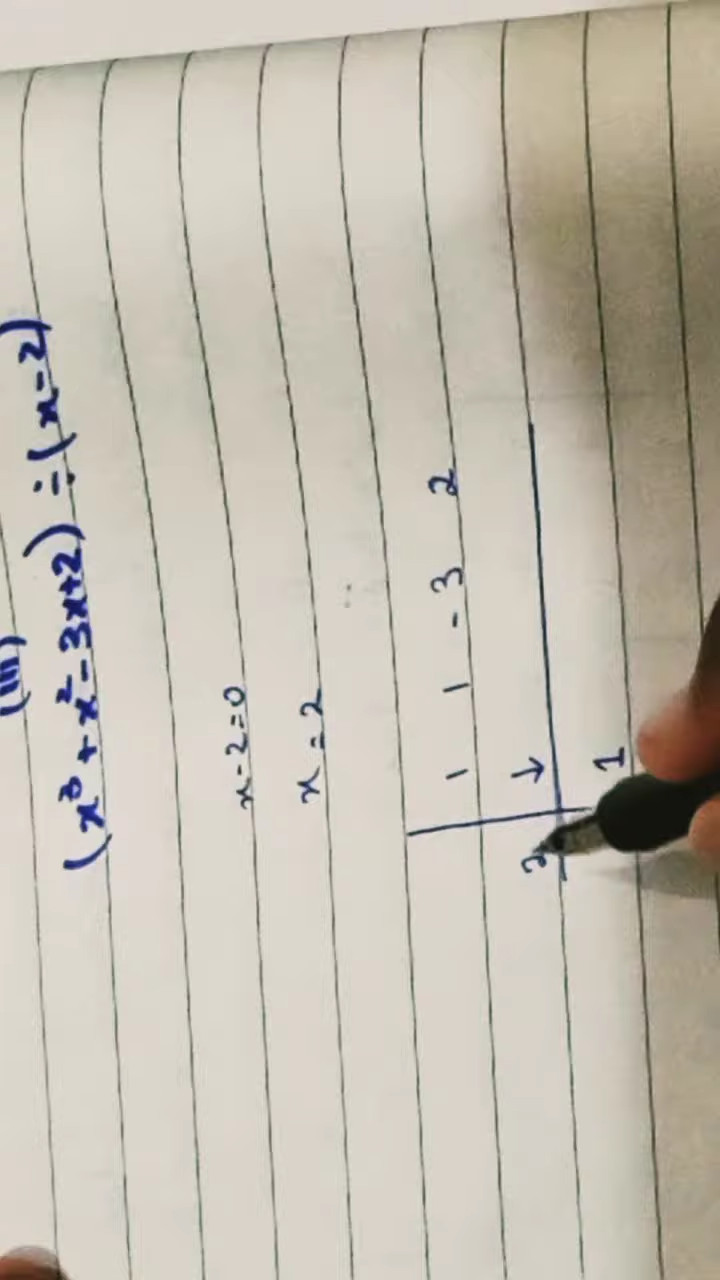 (iii)
(x³ + x² - 3x + 2) ÷ (x - 2)
x - 2 = 0
x = 2
1 1 - 3 2
2 ↓
1